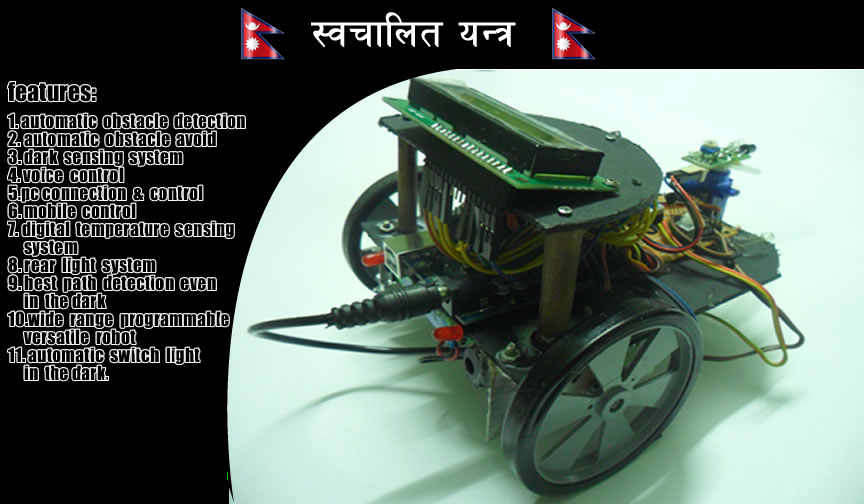 स्वचालित यन्त्र
features:
1. automatic obstacle detection
2. automatic obstacle avoid
3. dark sensing system
4. voice control
5. pc connection & control
6. mobile control
7. digital temperature sensing
system
8. rear light system
9. best path detection even
in the dark
10. wide range programmable
versatile robot
11. automatic switch light
in the dark.